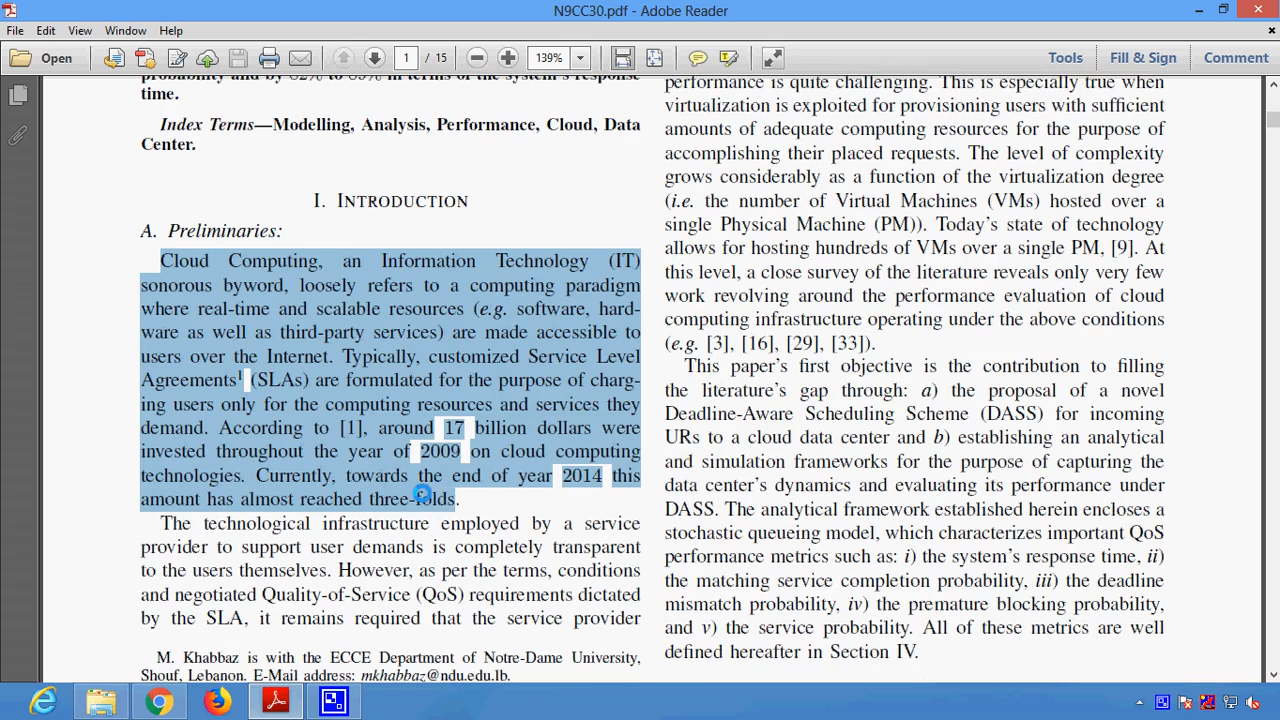 N9CC30.pdf - Adobe Reader
File Edit View Window Help
Open 1 / 15 139% Tools Fill & Sign Comment
probability and by 82% to 85% in terms of the system's response
time.
Index Terms—Modelling, Analysis, Performance, Cloud, Data
Center.
I. INTRODUCTION
A. Preliminaries:
Cloud Computing, an Information Technology (IT)
sonorous byword, loosely refers to a computing paradigm
where real-time and scalable resources (e.g. software, hard-
ware as well as third-party services) are made accessible to
users over the Internet. Typically, customized Service Level
Agreements1 (SLAs) are formulated for the purpose of charg-
ing users only for the computing resources and services they
demand. According to [1], around 17 billion dollars were
invested throughout the year of 2009 on cloud computing
technologies. Currently, towards the end of year 2014 this
amount has almost reached three-folds.
The technological infrastructure employed by a service
provider to support user demands is completely transparent
to the users themselves. However, as per the terms, conditions
and negotiated Quality-of-Service (QoS) requirements dictated
by the SLA, it remains required that the service provider
M. Khabbaz is with the ECCE Department of Notre-Dame University,
Shouf, Lebanon. E-Mail address: mkhabbaz@ndu.edu.lb.
performance is quite challenging. This is especially true when
virtualization is exploited for provisioning users with sufficient
amounts of adequate computing resources for the purpose of
accomplishing their placed requests. The level of complexity
grows considerably as a function of the virtualization degree
(i.e. the number of Virtual Machines (VMs) hosted over a
single Physical Machine (PM)). Today's state of technology
allows for hosting hundreds of VMs over a single PM, [9]. At
this level, a close survey of the literature reveals only very few
work revolving around the performance evaluation of cloud
computing infrastructure operating under the above conditions
(e.g. [3], [16], [29], [33]).
This paper's first objective is the contribution to filling
the literature's gap through: a) the proposal of a novel
Deadline-Aware Scheduling Scheme (DASS) for incoming
URs to a cloud data center and b) establishing an analytical
and simulation frameworks for the purpose of capturing the
data center's dynamics and evaluating its performance under
DASS. The analytical framework established herein encloses a
stochastic queueing model, which characterizes important QoS
performance metrics such as: i) the system's response time, ii)
the matching service completion probability, iii) the deadline
mismatch probability, iv) the premature blocking probability,
and v) the service probability. All of these metrics are well
defined hereafter in Section IV.